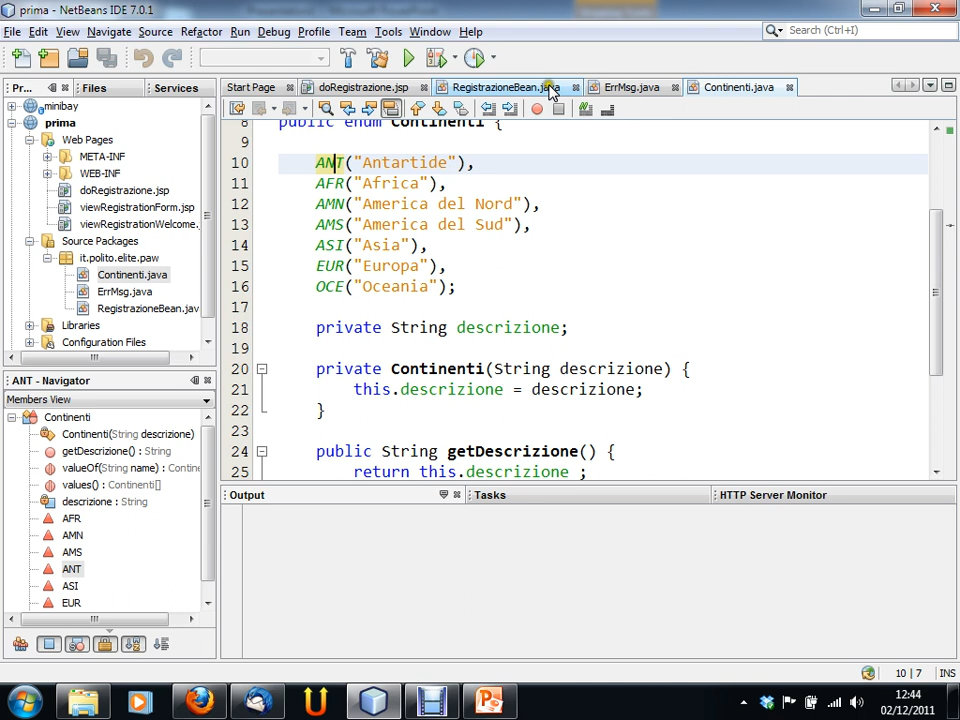 prima - NetBeans IDE 7.0.1
File Edit View Navigate Source Refactor Run Debug Profile Team Tools Window Help
Search (Ctrl+I)
Pr... Files Services
Start Page doRegistrazione.jsp RegistrazioneBean.java ErrMsg.java Continenti.java
minibay
prima
Web Pages
META-INF
WEB-INF
doRegistrazione.jsp
viewRegistrationForm.jsp
viewRegistrationWelcome.
Source Packages
it.polito.elite.paw
Continenti.java
ErrMsg.java
RegistrazioneBean.jav
Libraries
Configuration Files
8 public enum Continenti {
9
10 ANT("Antartide"),
11 AFR("Africa"),
12 AMN("America del Nord"),
13 AMS("America del Sud"),
14 ASI("Asia"),
15 EUR("Europa"),
16 OCE("Oceania");
17
18 private String descrizione;
19
20 private Continenti(String descrizione) {
21 this.descrizione = descrizione;
22 }
23
24 public String getDescrizione() {
25 return this.descrizione ;
ANT - Navigator
Members View
Continenti
Continenti(String descrizione)
getDescrizione() : String
valueOf(String name) : Contine
values() : Continenti[]
descrizione : String
AFR
AMN
AMS
ANT
ASI
EUR
Output Tasks HTTP Server Monitor
10 | 7 INS
12:44
02/12/2011